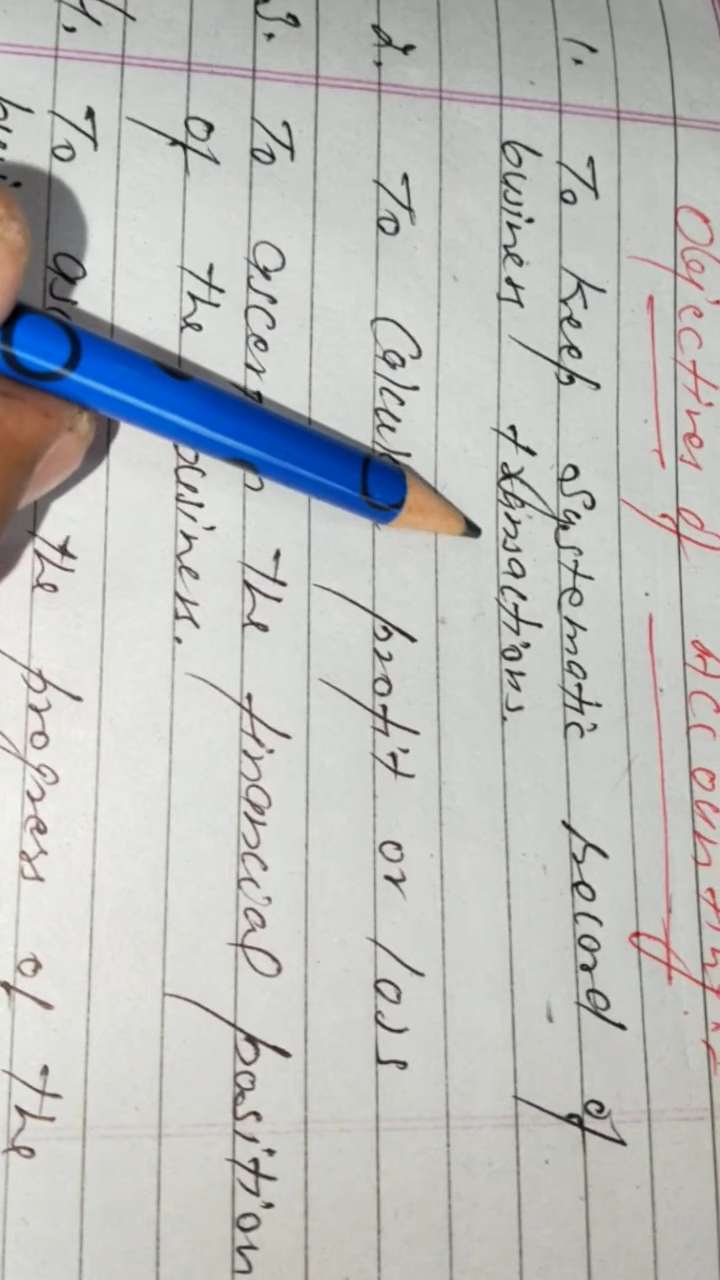 Objectives of Accounting:-
1. To keep systematic record of
business transactions.
2. To Calcul profit or loss
3. To ascer n the financial position
of the business.
4. To as the progress of the